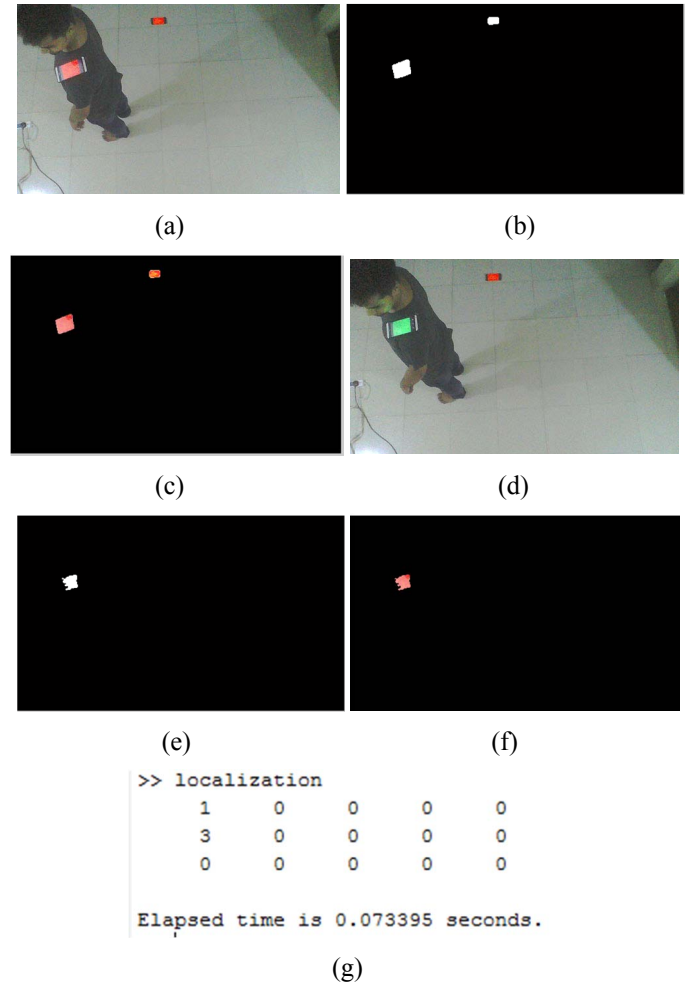 (a)
(b)
(c)
(d)
(e)
(f)
>> localization
1 0 0 0 0
3 0 0 0 0
0 0 0 0 0
Elapsed time is 0.073395 seconds.
(g)